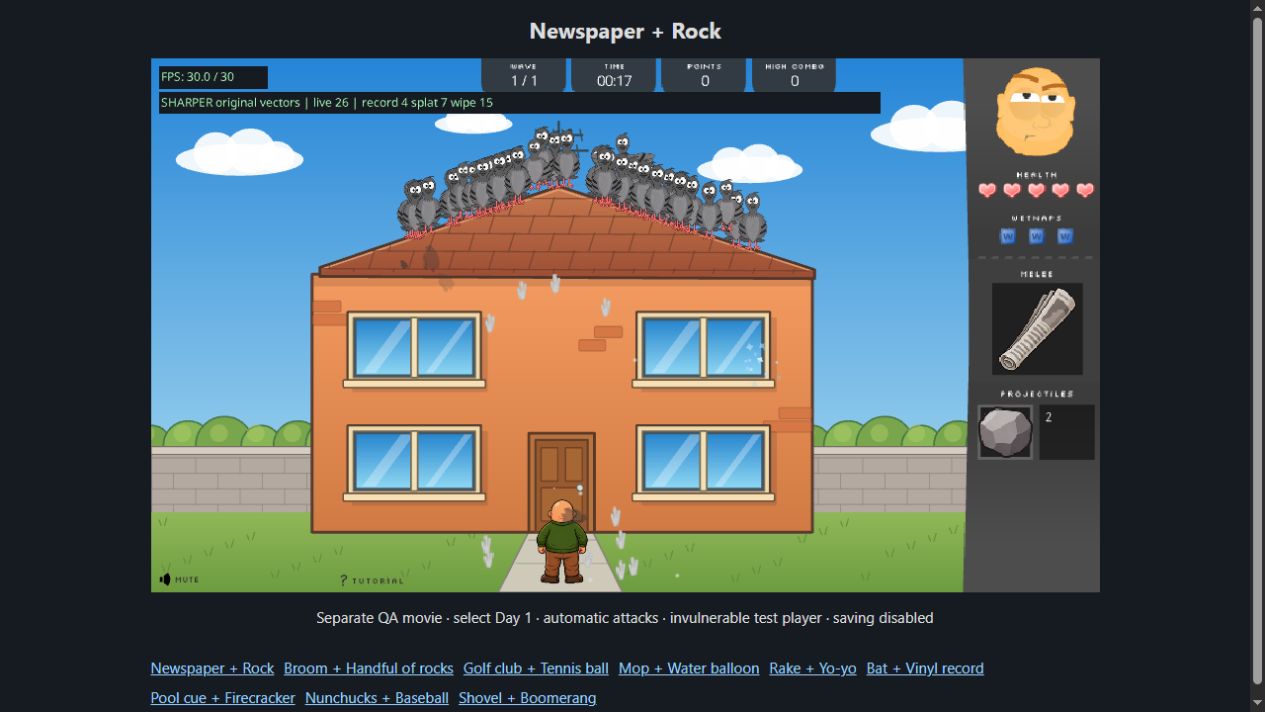 Newspaper + Rock
FPS: 30.0 / 30
WAVE
1 / 1
TIME
00:17
POINTS
0
HIGH COMBO
0
SHARPER original vectors | live 26 | record 4 splat 7 wipe 15
HEALTH
WETNAPS
W W W
MELEE
PROJECTILES
2
MUTE
? TUTORIAL
Separate QA movie · select Day 1 · automatic attacks · invulnerable test player · saving disabled
Newspaper + Rock Broom + Handful of rocks Golf club + Tennis ball Mop + Water balloon Rake + Yo-yo Bat + Vinyl record
Pool cue + Firecracker Nunchucks + Baseball Shovel + Boomerang